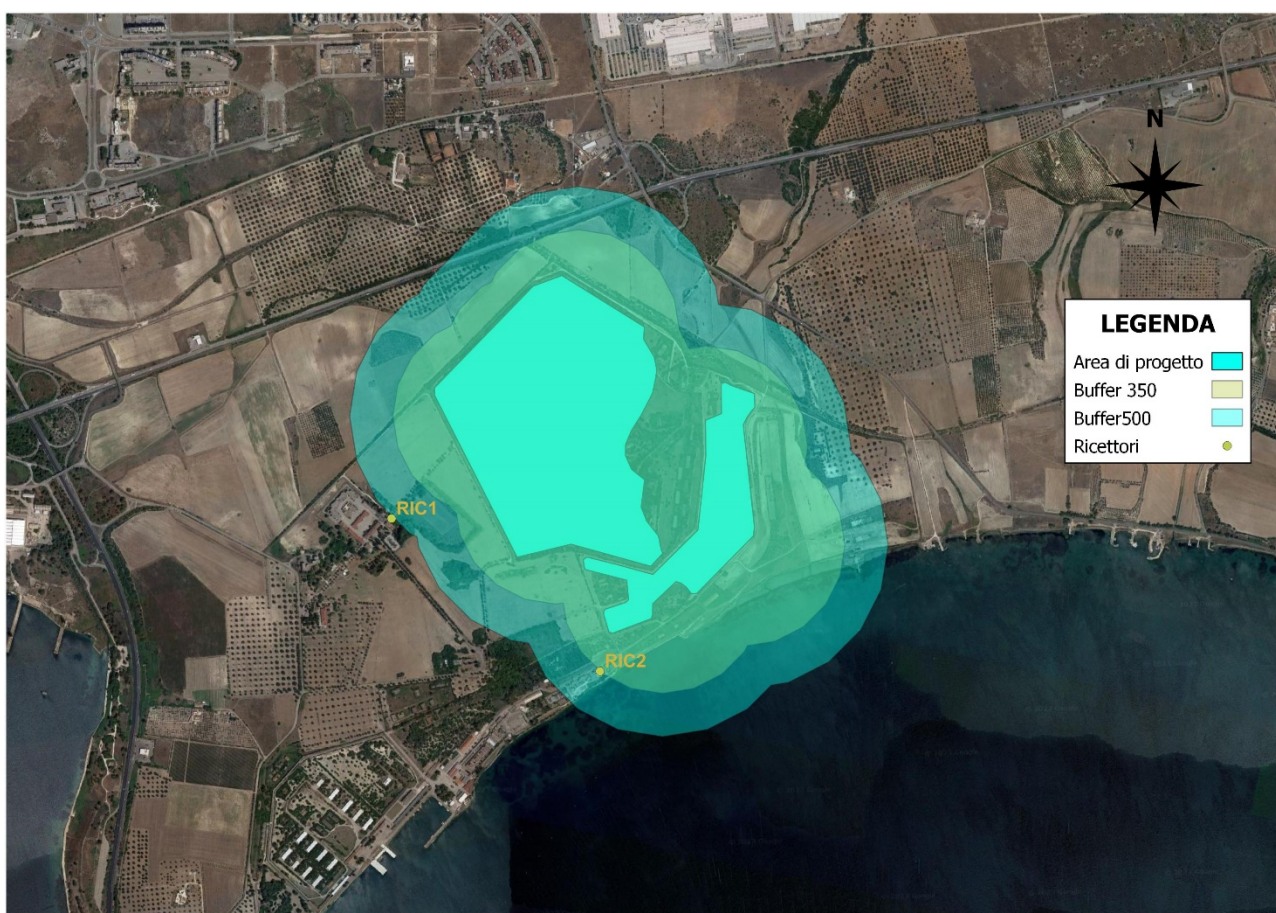 N
LEGENDA
Area di progetto
Buffer 350
Buffer500
Ricettori
RIC1
RIC2